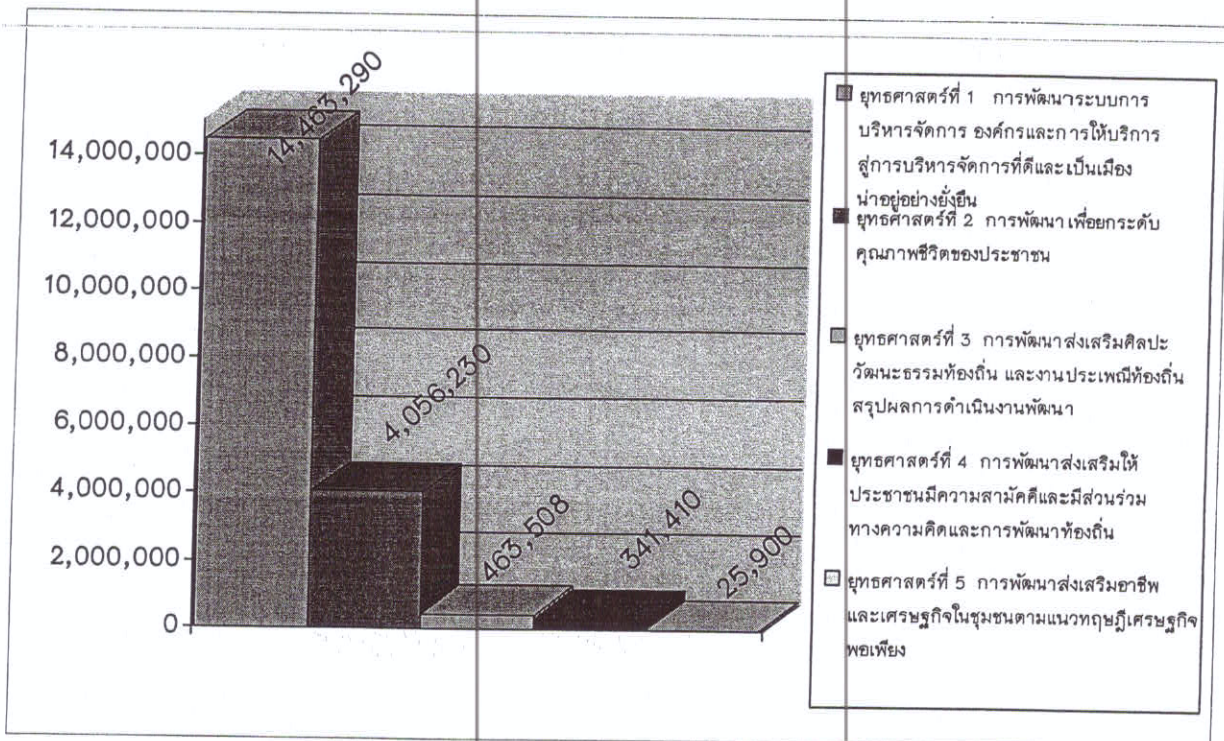 14,463,290
4,056,230
463,508
341,410
25,900
14,000,000
12,000,000
10,000,000
8,000,000
6,000,000
4,000,000
2,000,000
0
ยุทธศาสตร์ที่ 1 การพัฒนาระบบการ
บริหารจัดการ องค์กรและการให้บริการ
สู่การบริหารจัดการที่ดีและเป็นเมือง
น่าอยู่อย่างยั่งยืน
ยุทธศาสตร์ที่ 2 การพัฒนาเพื่อยกระดับ
คุณภาพชีวิตของประชาชน
ยุทธศาสตร์ที่ 3 การพัฒนาส่งเสริมศิลปะ
วัฒนะธรรมท้องถิ่น และงานประเพณีท้องถิ่น
สรุปผลการดำเนินงานพัฒนา
ยุทธศาสตร์ที่ 4 การพัฒนาส่งเสริมให้
ประชาชนมีความสามัคคีและมีส่วนร่วม
ทางความคิดและการพัฒนาท้องถิ่น
ยุทธศาสตร์ที่ 5 การพัฒนาส่งเสริมอาชีพ
และเศรษฐกิจในชุมชนตามแนวทฤษฎีเศรษฐกิจ
พอเพียง